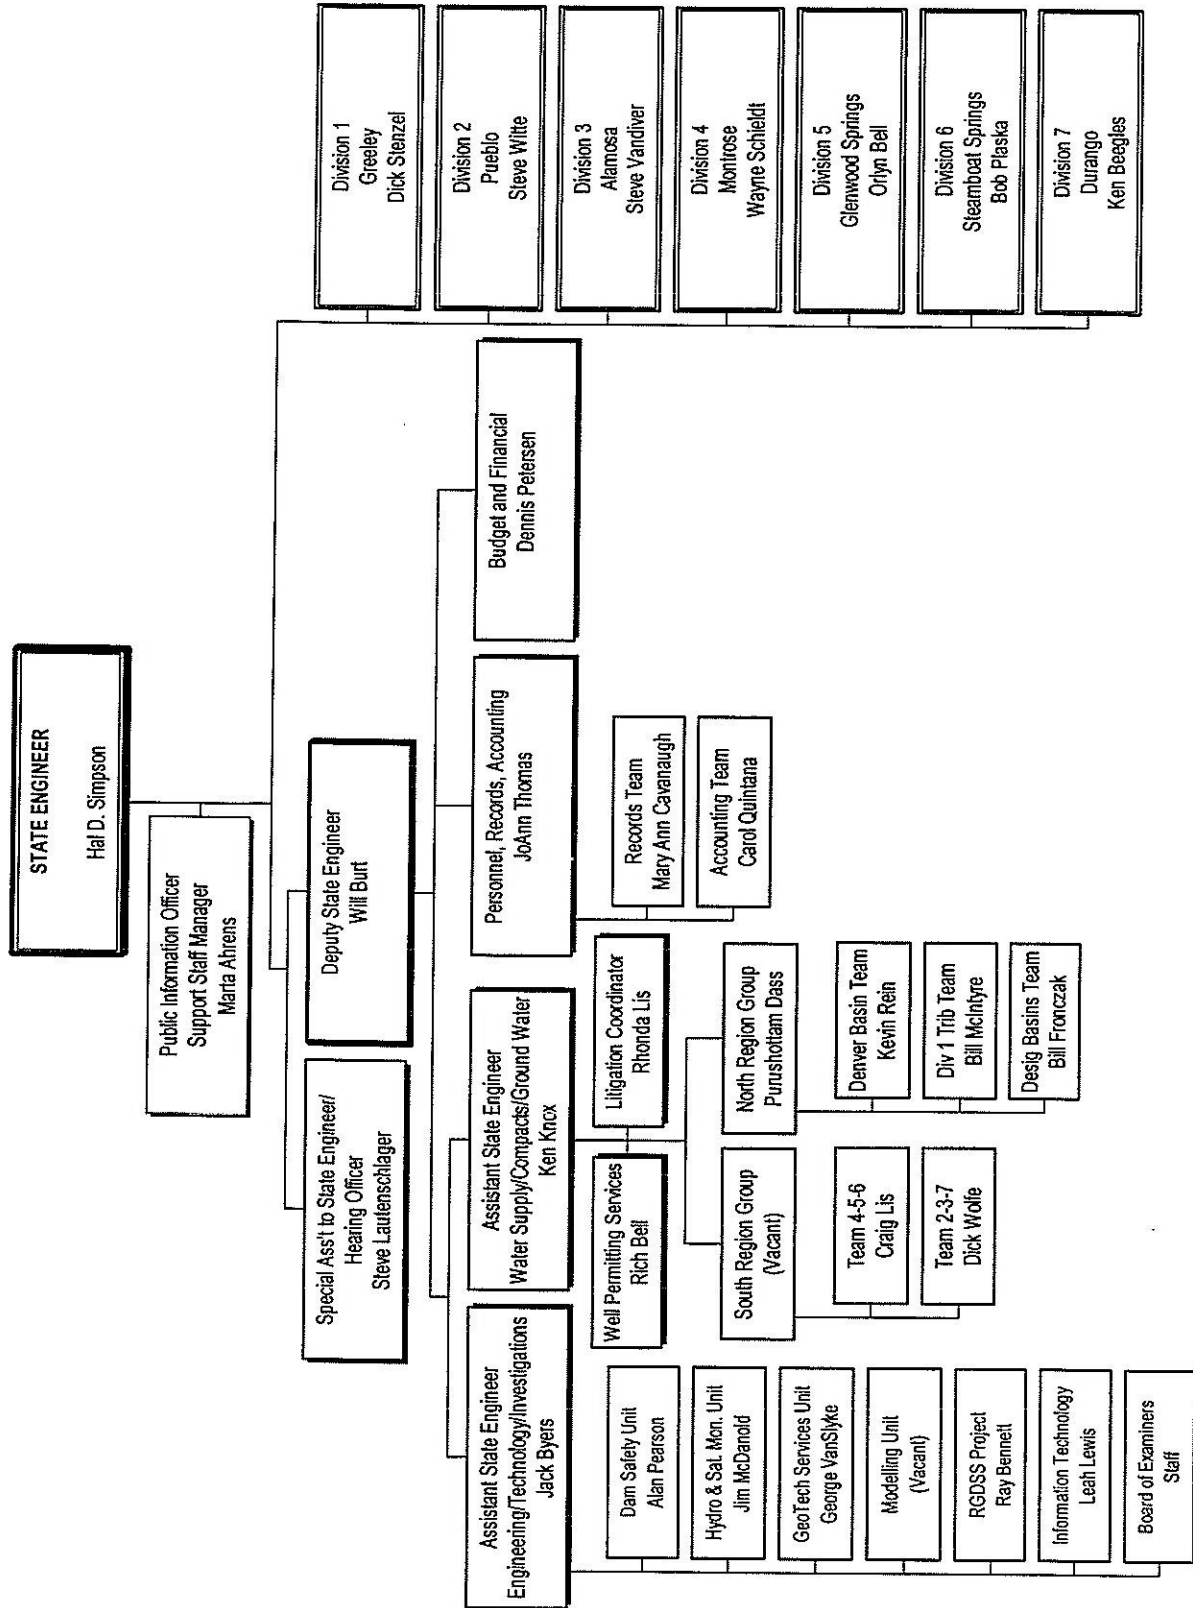 STATE ENGINEER
Hal D. Simpson
Public Information Officer
Support Staff Manager
Marta Ahrens
Special Ass't to State Engineer/
Hearing Officer
Steve Lautenschlager
Deputy State Engineer
Will Burt
Assistant State Engineer
Engineering/Technology/Investigations
Jack Byers
Assistant State Engineer
Water Supply/Compacts/Ground Water
Ken Knox
Personnel, Records, Accounting
JoAnn Thomas
Budget and Financial
Dennis Petersen
Dam Safety Unit
Alan Pearson
Hydro & Sat. Mon. Unit
Jim McDanold
GeoTech Services Unit
George VanSlyke
Modelling Unit
(Vacant)
RGDSS Project
Ray Bennett
Information Technology
Leah Lewis
Board of Examiners
Staff
Well Permitting Services
Rich Bell
Litigation Coordinator
Rhonda Lis
South Region Group
(Vacant)
Team 4-5-6
Craig Lis
Team 2-3-7
Dick Wolfe
North Region Group
Purushottam Dass
Denver Basin Team
Kevin Rein
Div 1 Trib Team
Bill McIntyre
Desig Basins Team
Bill Fronczak
Records Team
Mary Ann Cavanaugh
Accounting Team
Carol Quintana
Division 1
Greeley
Dick Stenzel
Division 2
Pueblo
Steve Witte
Division 3
Alamosa
Steve Vandiver
Division 4
Montrose
Wayne Schieldt
Division 5
Glenwood Springs
Orlyn Bell
Division 6
Steamboat Springs
Bob Plaska
Division 7
Durango
Ken Beegles